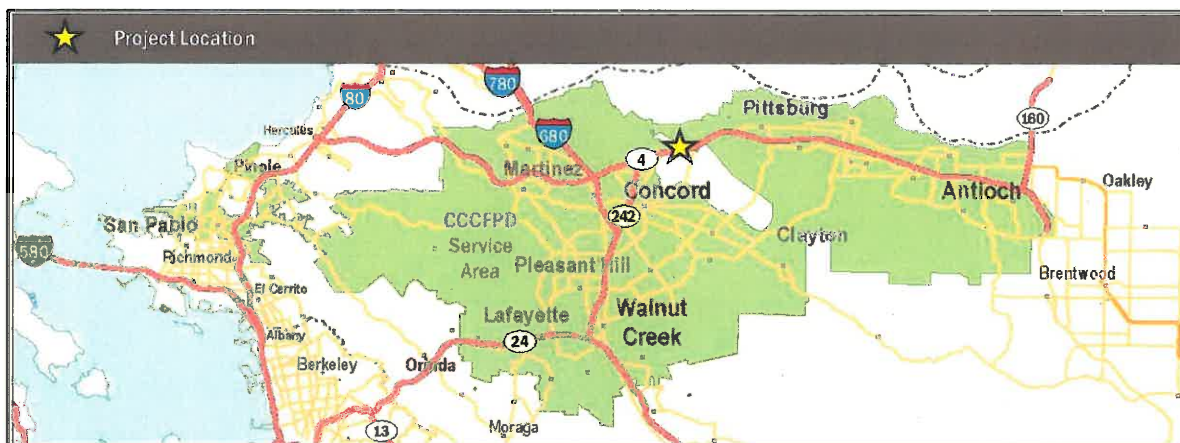 Project Location
780
80
Pittsburg
160
Hercules
680
Pinole
Martinez
4
Concord
Antioch
Oakley
San Pablo
CCCFPD
Service
Area
242
Clayton
580
Richmond
Pleasant Hill
Brentwood
El Cerrito
Lafayette
Walnut
Creek
Albany
24
Berkeley
Orinda
13
Moraga